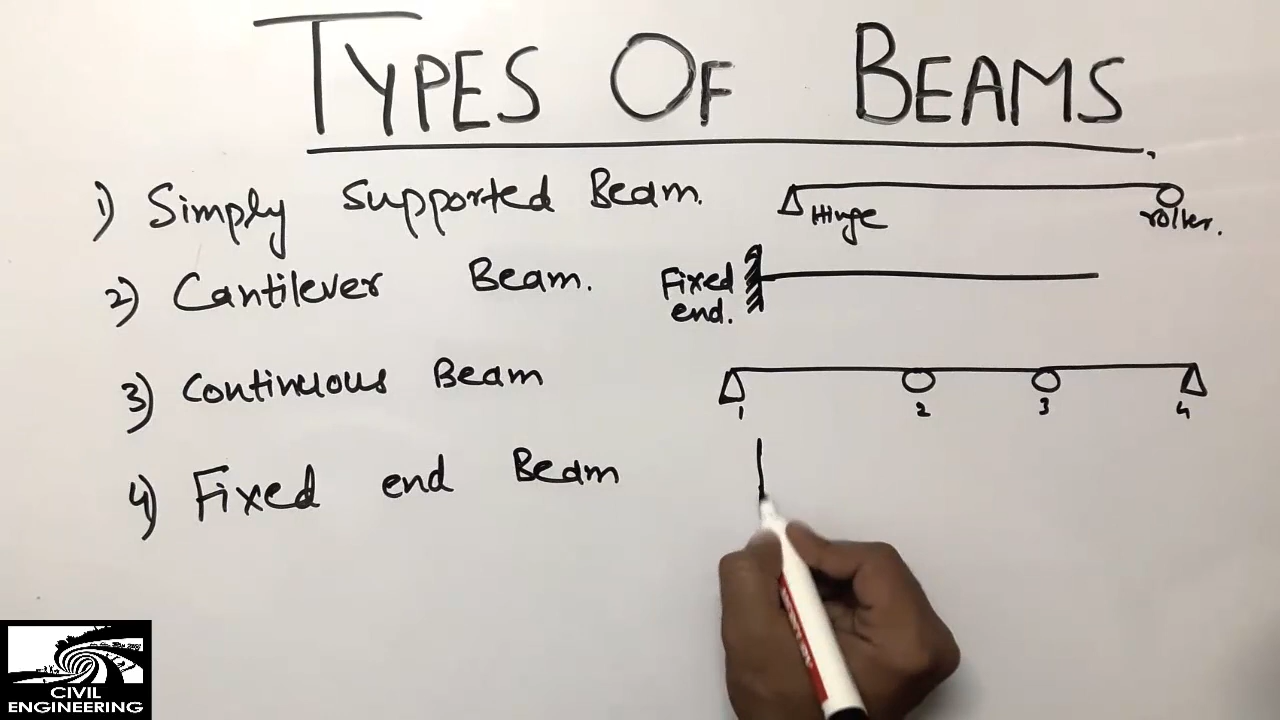 TYPES OF BEAMS
1) Simply supported Beam.
Hinge
roller.
2) Cantilever Beam.
Fixed
end.
3) Continuous Beam
1 2 3 4
4) Fixed end Beam
CIVIL
ENGINEERING